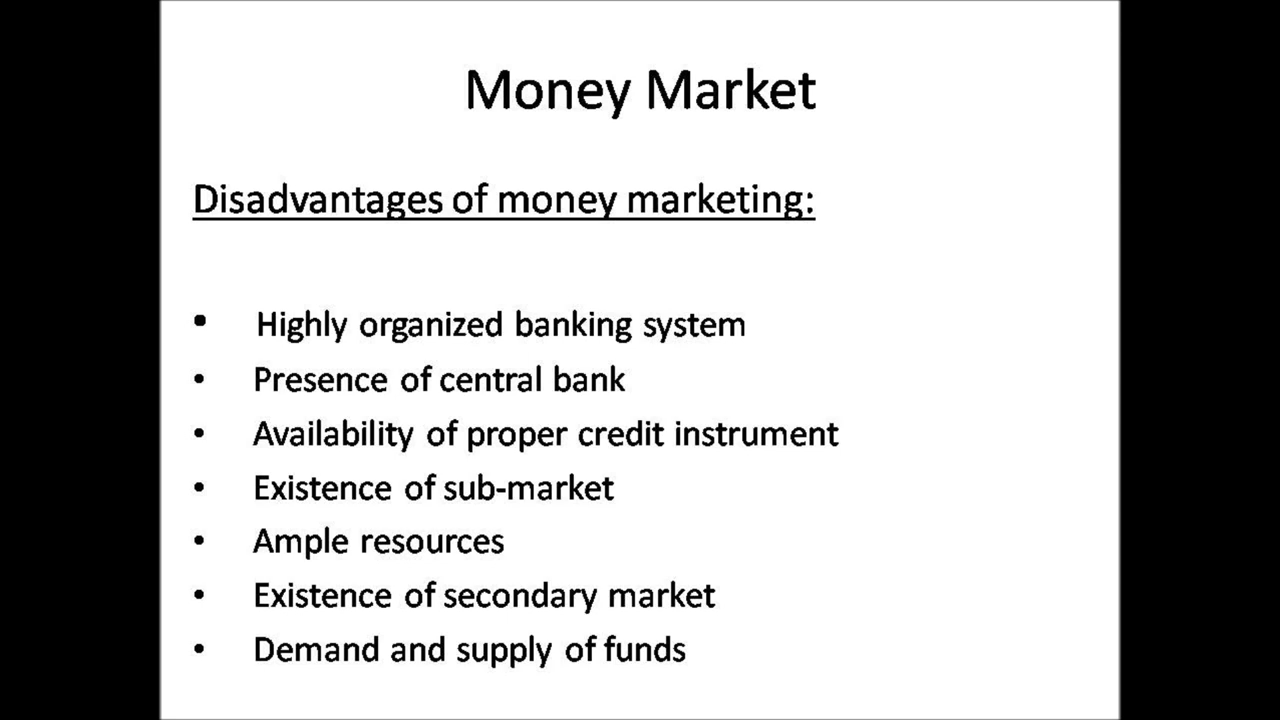 Money Market
Disadvantages of money marketing:
• Highly organized banking system
• Presence of central bank
• Availability of proper credit instrument
• Existence of sub-market
• Ample resources
• Existence of secondary market
• Demand and supply of funds